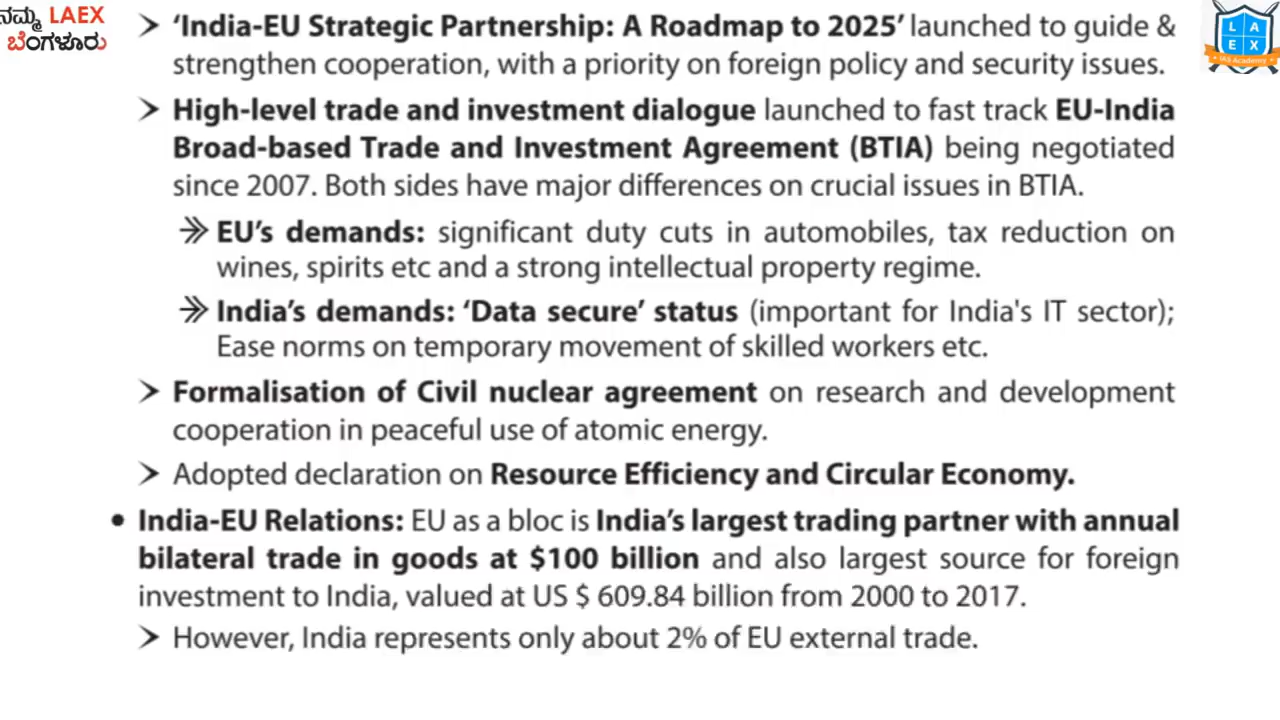 ನಮ್ಮ LAEX
ಬೆಂಗಳೂರು
L A
E X
IAS Academy
➢ ‘India-EU Strategic Partnership: A Roadmap to 2025’ launched to guide &
strengthen cooperation, with a priority on foreign policy and security issues.
➢ High-level trade and investment dialogue launched to fast track EU-India
Broad-based Trade and Investment Agreement (BTIA) being negotiated
since 2007. Both sides have major differences on crucial issues in BTIA.
» EU’s demands: significant duty cuts in automobiles, tax reduction on
wines, spirits etc and a strong intellectual property regime.
» India’s demands: ‘Data secure’ status (important for India's IT sector);
Ease norms on temporary movement of skilled workers etc.
➢ Formalisation of Civil nuclear agreement on research and development
cooperation in peaceful use of atomic energy.
➢ Adopted declaration on Resource Efficiency and Circular Economy.
• India-EU Relations: EU as a bloc is India’s largest trading partner with annual
bilateral trade in goods at $100 billion and also largest source for foreign
investment to India, valued at US $ 609.84 billion from 2000 to 2017.
➢ However, India represents only about 2% of EU external trade.